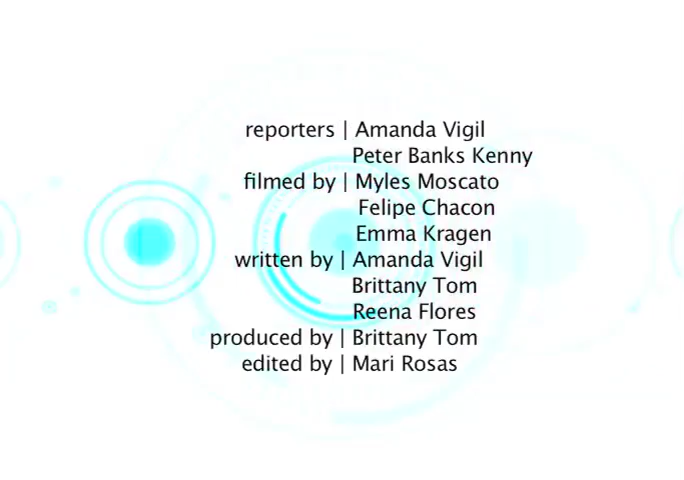 reporters | Amanda Vigil
Peter Banks Kenny
filmed by | Myles Moscato
Felipe Chacon
Emma Kragen
written by | Amanda Vigil
Brittany Tom
Reena Flores
produced by | Brittany Tom
edited by | Mari Rosas